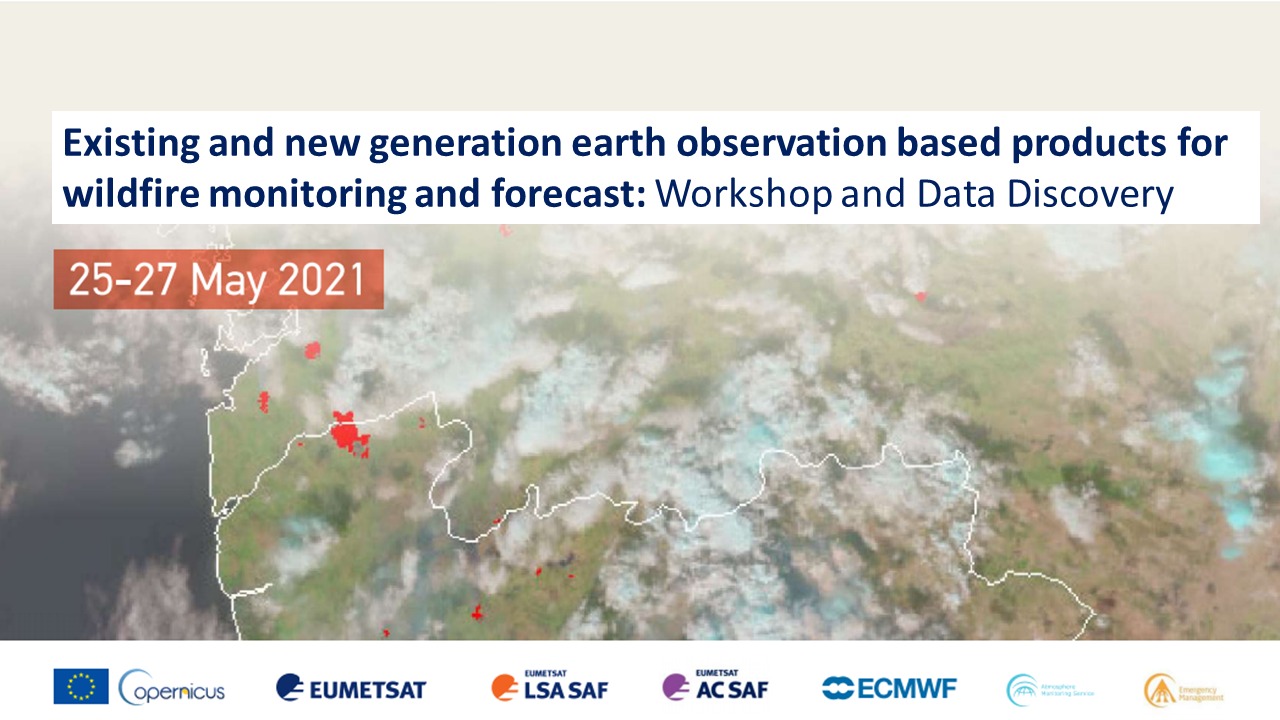 Existing and new generation earth observation based products for
wildfire monitoring and forecast: Workshop and Data Discovery
25-27 May 2021
opernicus
EUMETSAT
EUMETSAT
LSA SAF
EUMETSAT
AC SAF
ECMWF
Atmosphere
Monitoring Service
Emergency
Management